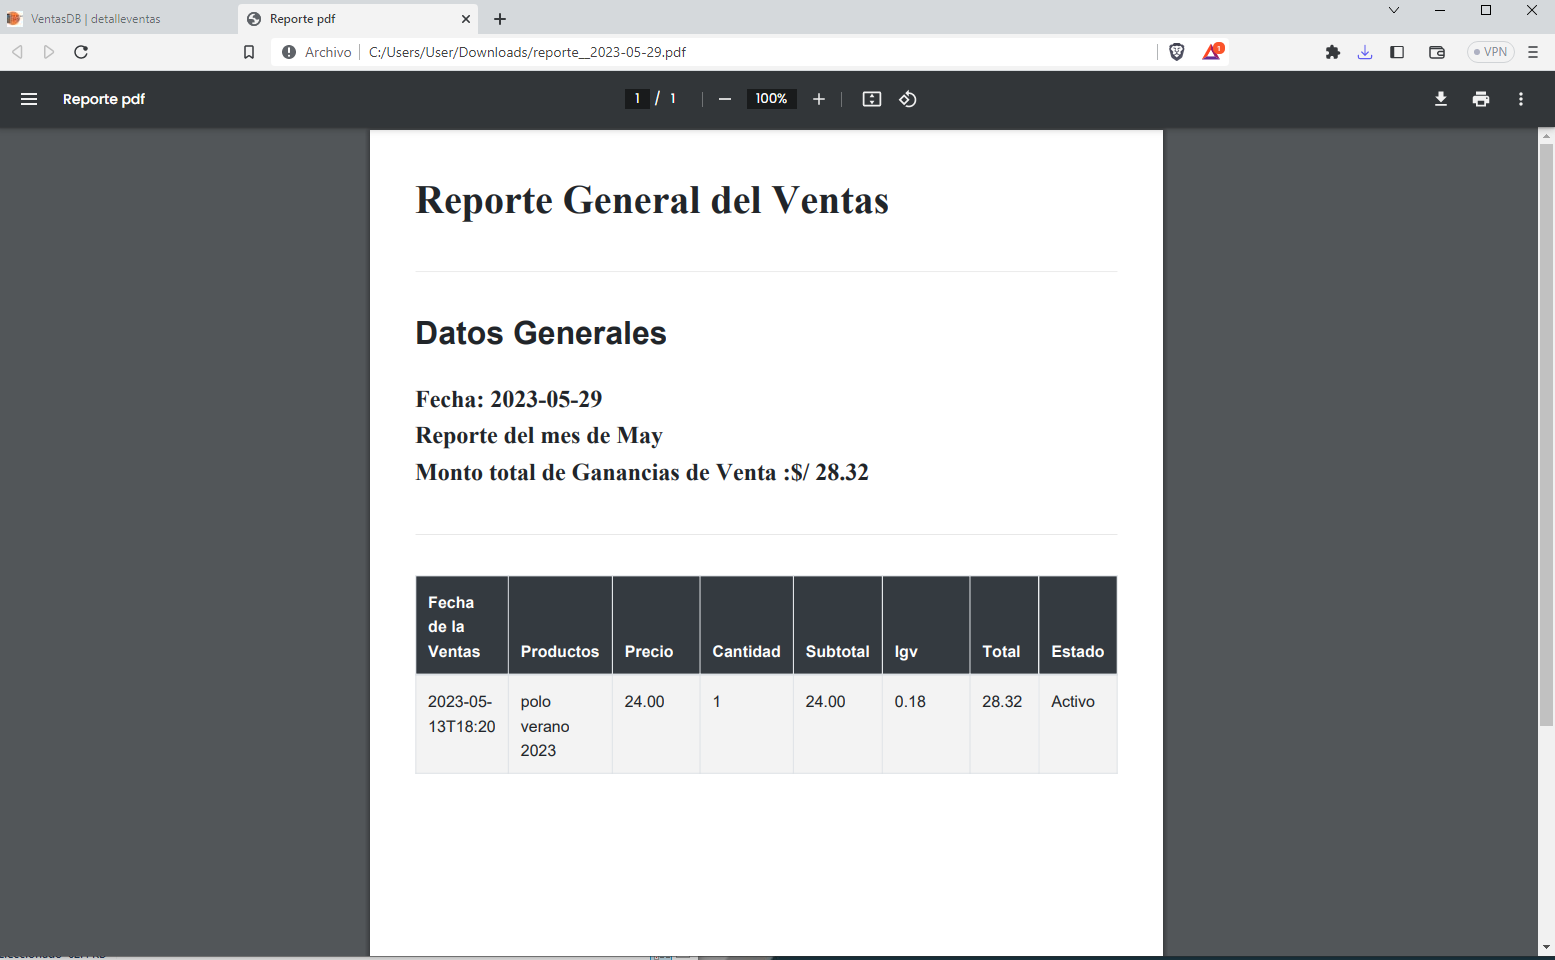 VentasDB | detalleventas
Reporte pdf
Archivo
C:/Users/User/Downloads/reporte__2023-05-29.pdf
1
VPN
Reporte pdf
1 / 1
100%
Reporte General del Ventas
Datos Generales
Fecha: 2023-05-29
Reporte del mes de May
Monto total de Ganancias de Venta :$/ 28.32
Fecha
de la
Ventas Productos Precio Cantidad Subtotal Igv Total Estado
2023-05- polo 24.00 1 24.00 0.18 28.32 Activo
13T18:20 verano
2023